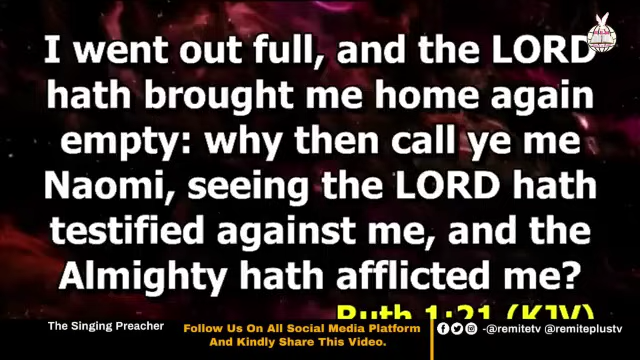 I went out full, and the LORD
hath brought me home again
empty: why then call ye me
Naomi, seeing the LORD hath
testified against me, and the
Almighty hath afflicted me?
Ruth 1:21 (KJV)
The Singing Preacher
Follow Us On All Social Media Platform
And Kindly Share This Video.
-@remitetv @remiteplustv